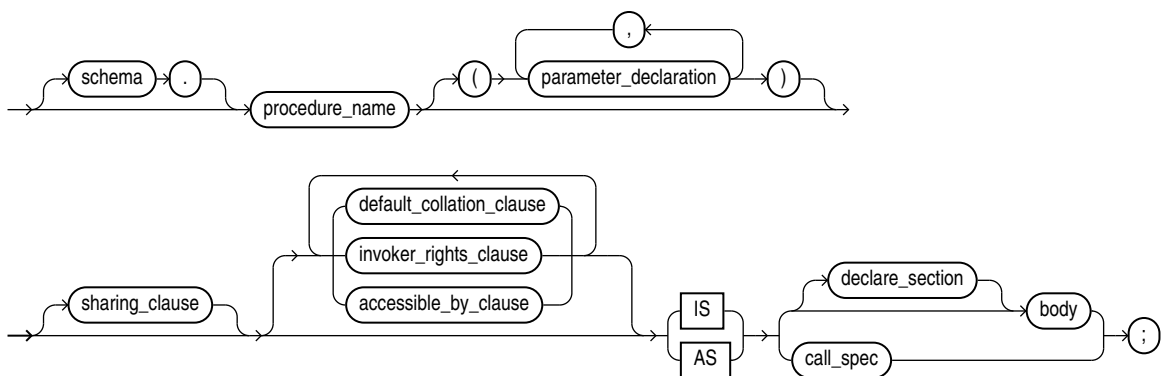 ,
schema . ( parameter_declaration )
procedure_name
default_collation_clause
invoker_rights_clause
declare_section
sharing_clause accessible_by_clause IS body
;
AS call_spec